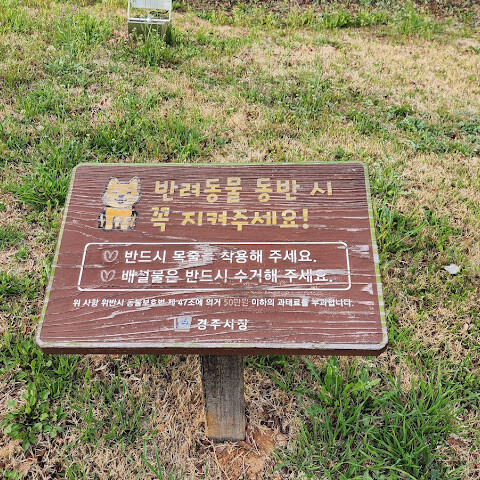 반려동물 동반 시
꼭 지켜주세요!
반드시 목줄을 착용해 주세요.
배설물은 반드시 수거해 주세요.
위 사항 위반시 동물보호법 제 47조에 의거 50만원 이하의 과태료를 부과합니다.
경주시장